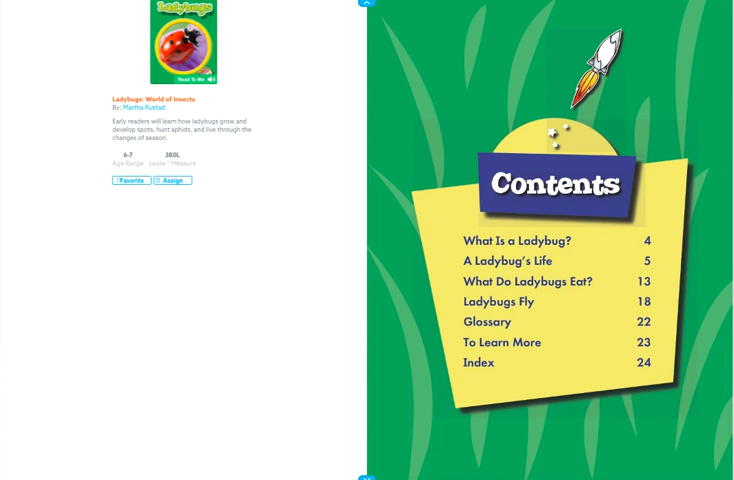 Ladybugs
Read To Me
Ladybugs: World of Insects
By: Martha Rustad
Early readers will learn how ladybugs grow and
develop spots, hunt aphids, and live through the
changes of season.
6-7 380L
Age Range Lexile™ Measure
Favorite Assign
Contents
What Is a Ladybug? 4
A Ladybug's Life 5
What Do Ladybugs Eat? 13
Ladybugs Fly 18
Glossary 22
To Learn More 23
Index 24